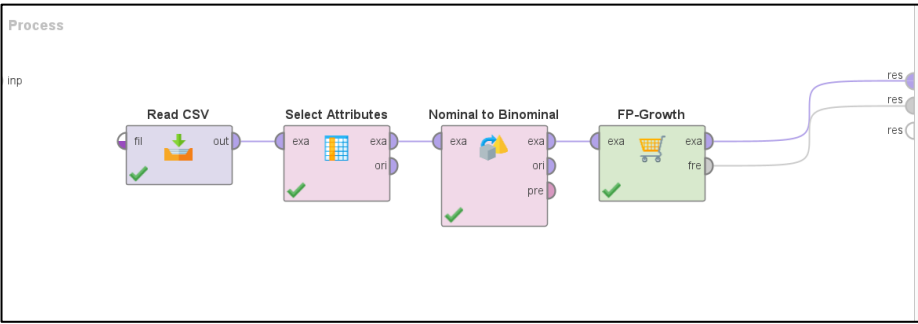 Process
inp
res
res
res
Read CSV
Select Attributes
Nominal to Binominal
FP-Growth
fil
out
exa
exa
exa
exa
exa
exa
ori
ori
fre
pre